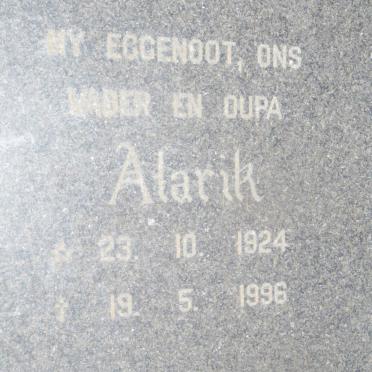 MY EGGENOOT, ONS
VADER EN OUPA
Alarik
☆ 23. 10. 1924
† 19. 5. 1996